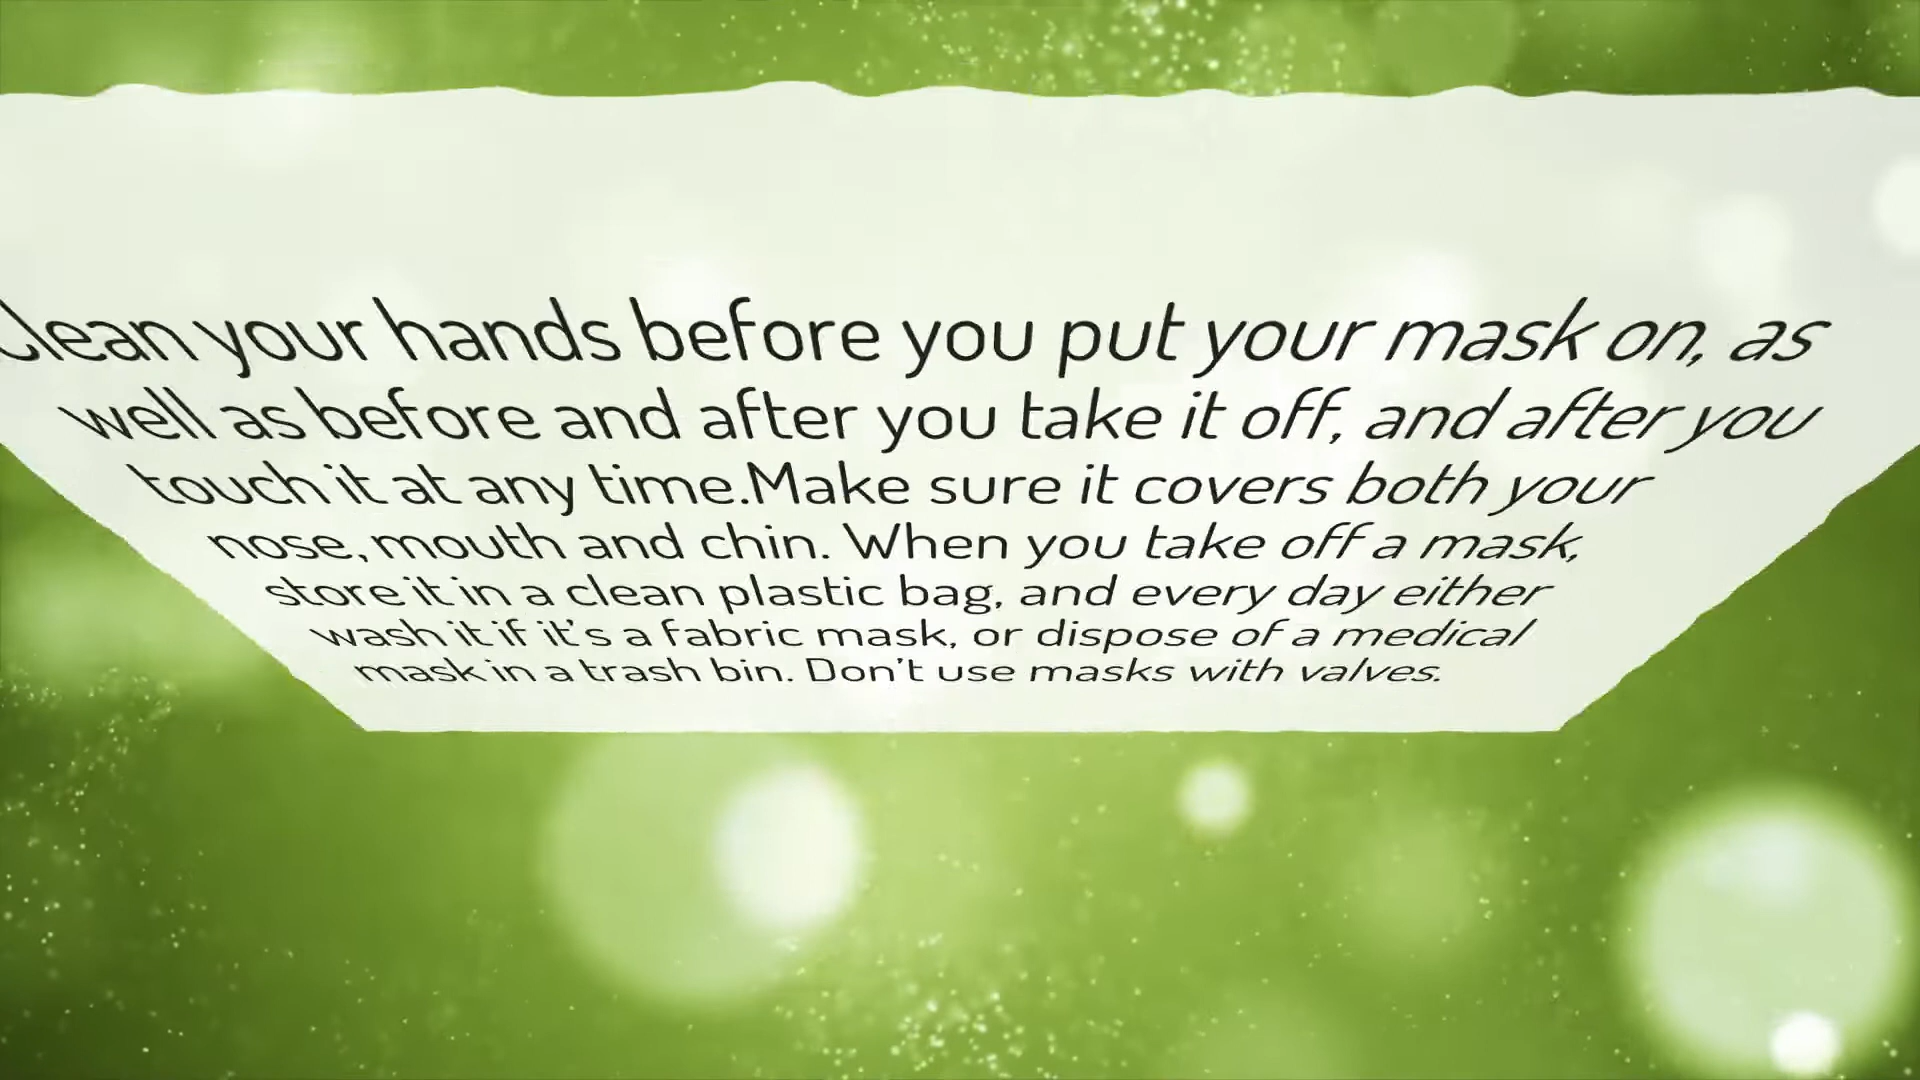 Clean your hands before you put your mask on, as
well as before and after you take it off, and after you
touch it at any time.Make sure it covers both your
nose, mouth and chin. When you take off a mask,
store it in a clean plastic bag, and every day either
wash it if it’s a fabric mask, or dispose of a medical
mask in a trash bin. Don’t use masks with valves.